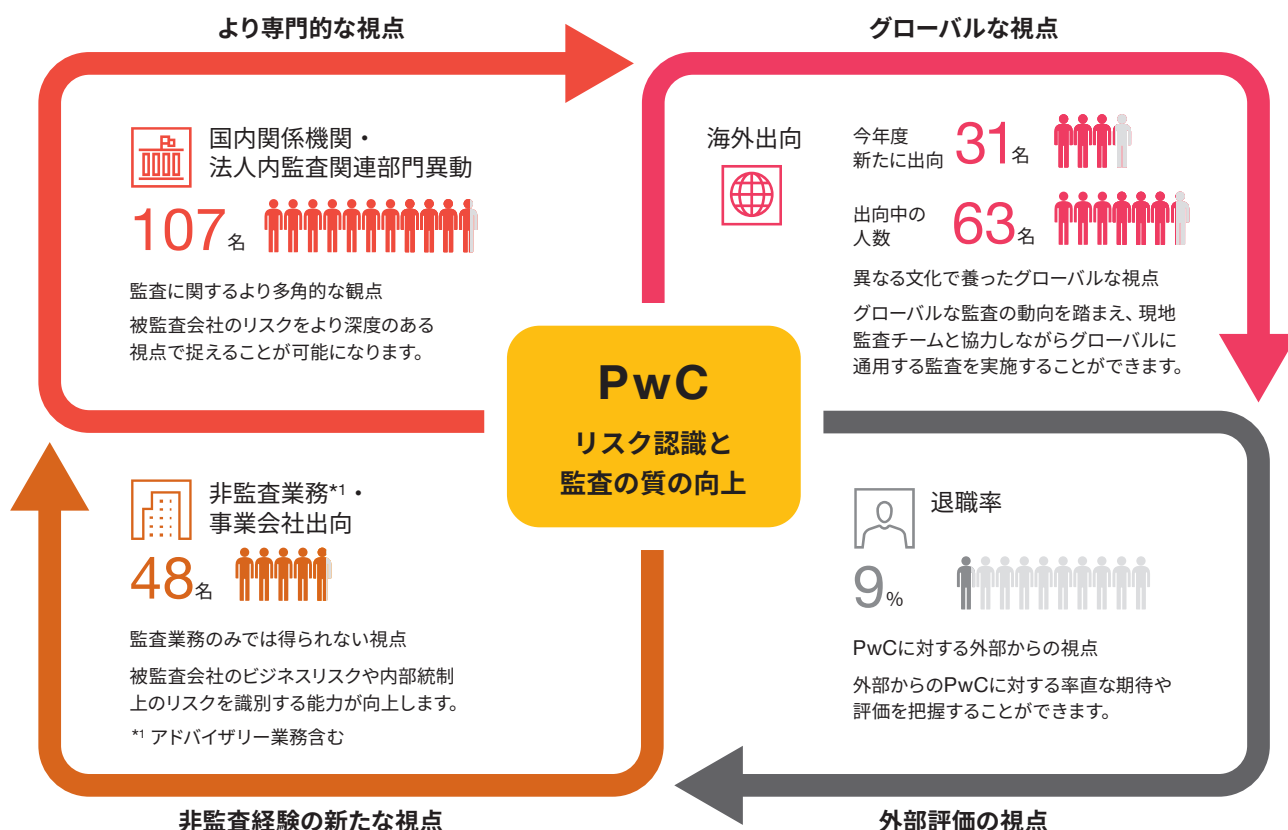 より専門的な視点
国内関係機関・
法人内監査関連部門異動
107名
監査に関するより多角的な観点
被監査会社のリスクをより深度のある
視点で捉えることが可能になります。
グローバルな視点
海外出向
今年度
新たに出向 31名
出向中の
人数 63名
異なる文化で養ったグローバルな視点
グローバルな監査の動向を踏まえ、現地
監査チームと協力しながらグローバルに
通用する監査を実施することができます。
PwC
リスク認識と
監査の質の向上
非監査業務*1・
事業会社出向
48名
監査業務のみでは得られない視点
被監査会社のビジネスリスクや内部統制
上のリスクを識別する能力が向上します。
*1 アドバイザリー業務含む
非監査経験の新たな視点
退職率
9%
PwCに対する外部からの視点
外部からのPwCに対する率直な期待や
評価を把握することができます。
外部評価の視点